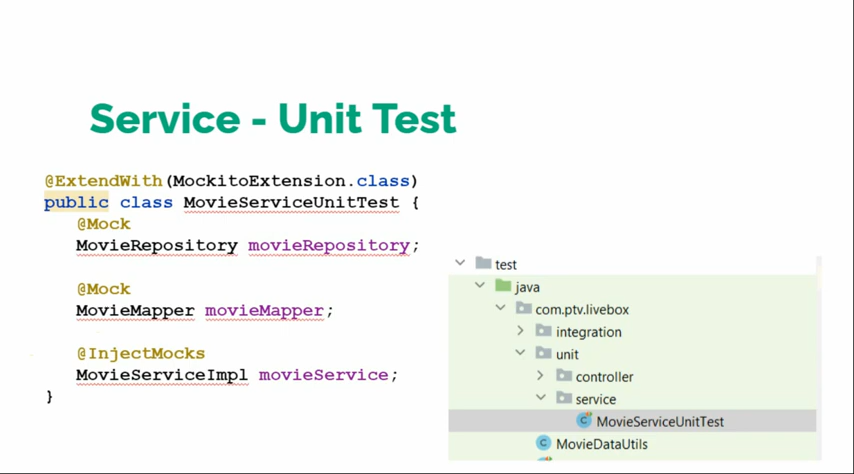 Service - Unit Test
@ExtendWith(MockitoExtension.class)
public class MovieServiceUnitTest {
@Mock
MovieRepository movieRepository;
@Mock
MovieMapper movieMapper;
@InjectMocks
MovieServiceImpl movieService;
}
test
java
com.ptv.livebox
integration
unit
controller
service
MovieServiceUnitTest
MovieDataUtils